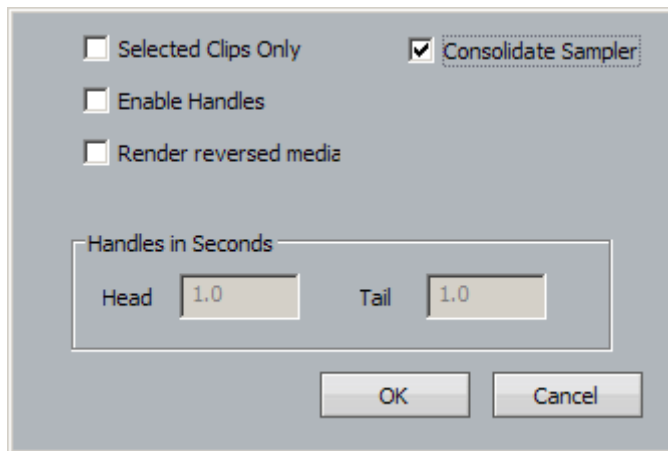 Selected Clips Only
Consolidate Sampler
Enable Handles
Render reversed media
Handles in Seconds
Head 1.0 Tail 1.0
OK Cancel